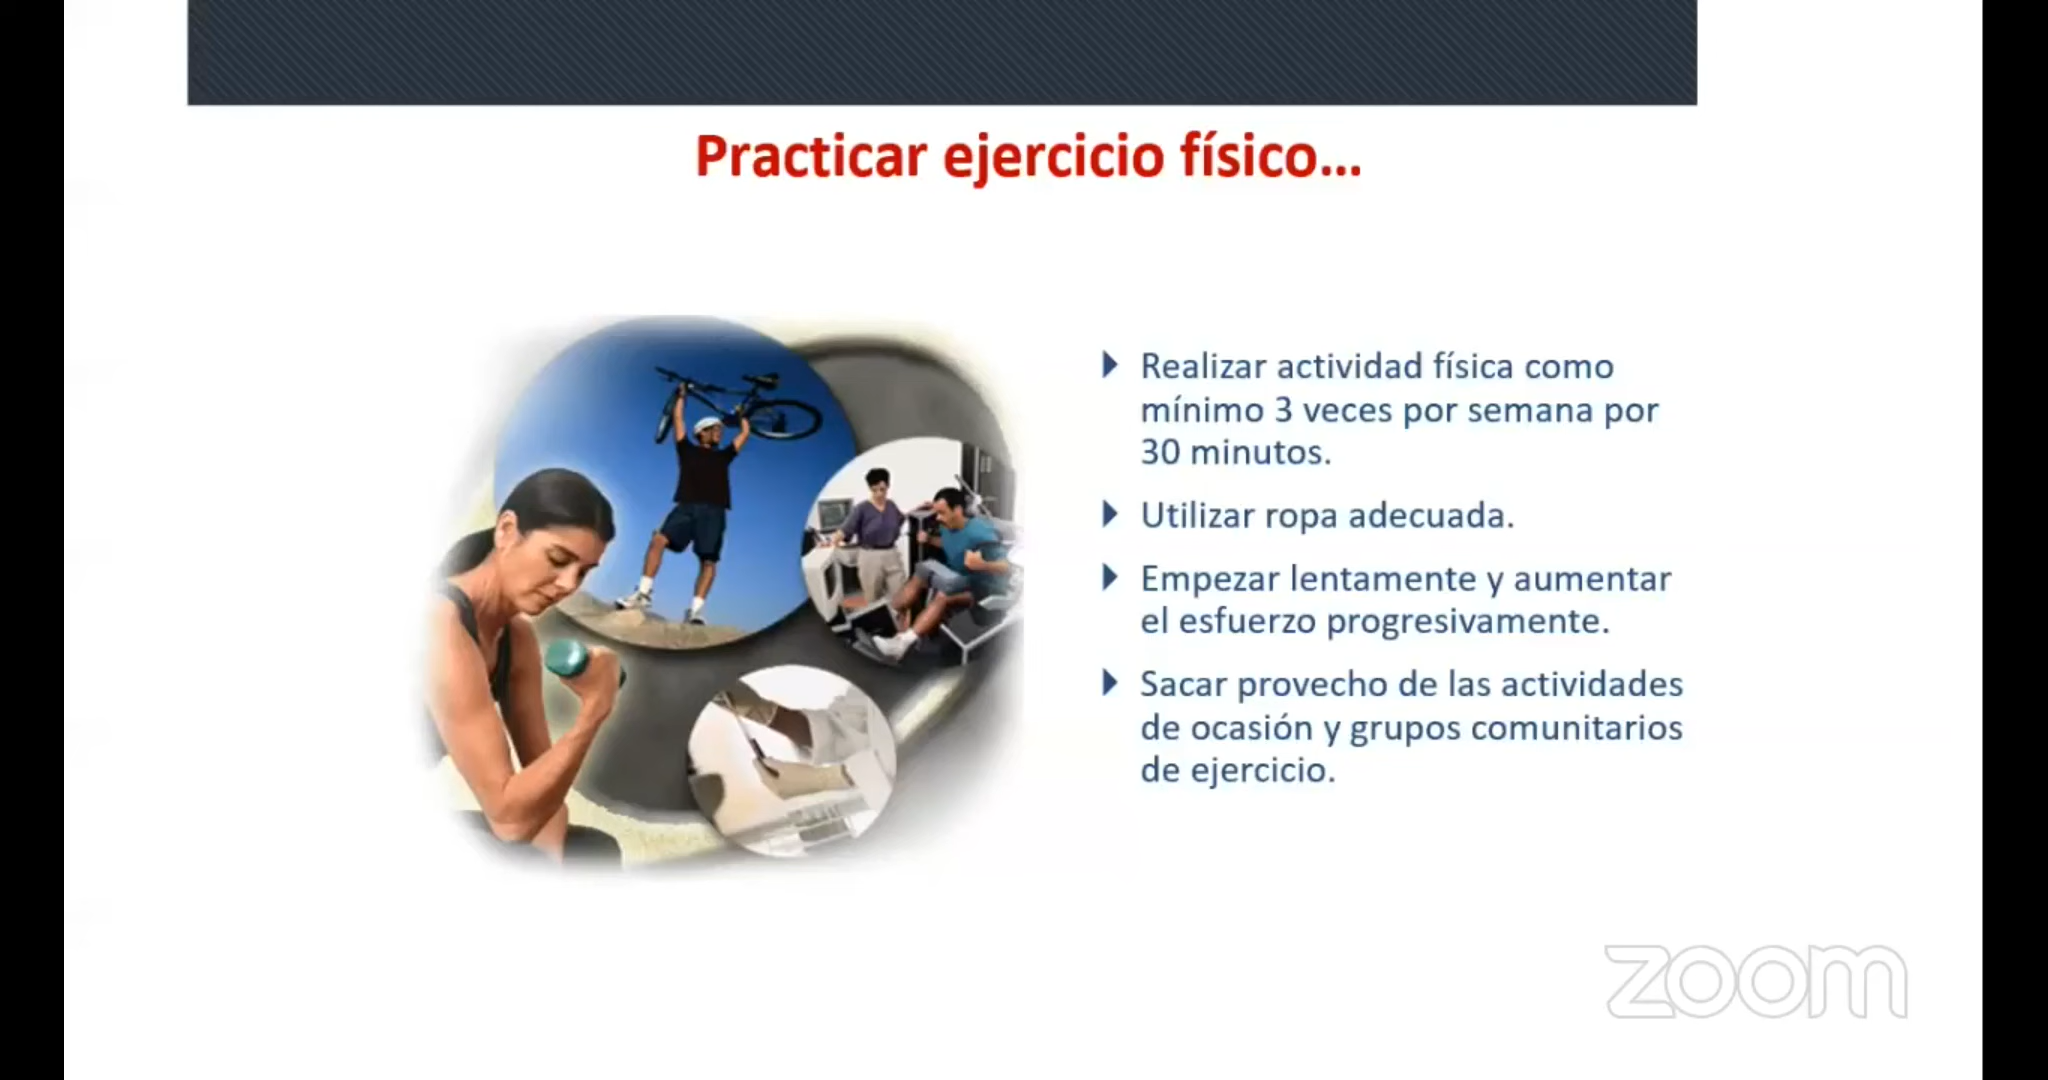 Practicar ejercicio físico...
Realizar actividad física como
mínimo 3 veces por semana por
30 minutos.
Utilizar ropa adecuada.
Empezar lentamente y aumentar
el esfuerzo progresivamente.
Sacar provecho de las actividades
de ocasión y grupos comunitarios
de ejercicio.
zoom